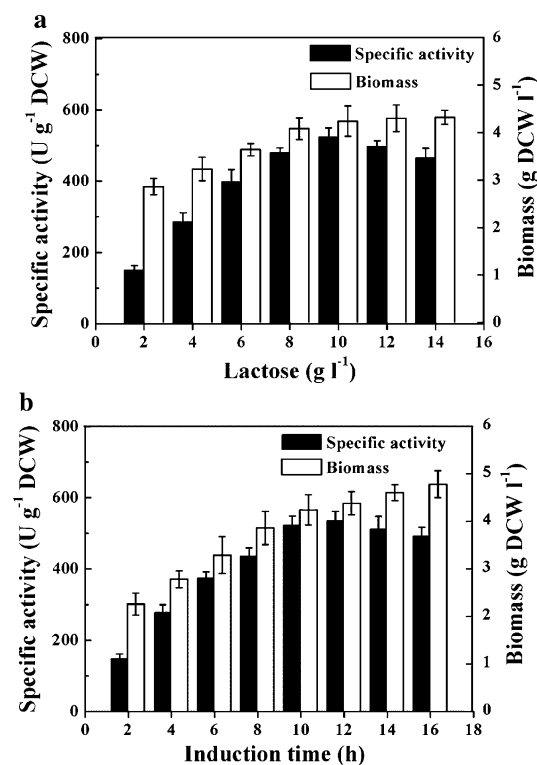 a
800
600
400
200
0
Specific activity (U g-1 DCW)
Specific activity
Biomass
6
5
4
3
2
1
0
Biomass (g DCW l-1)
0 2 4 6 8 10 12 14 16
Lactose (g l-1)
b
800
600
400
200
0
Specific activity (U g-1 DCW)
Specific activity
Biomass
6
5
4
3
2
1
0
Biomass (g DCW l-1)
0 2 4 6 8 10 12 14 16 18
Induction time (h)